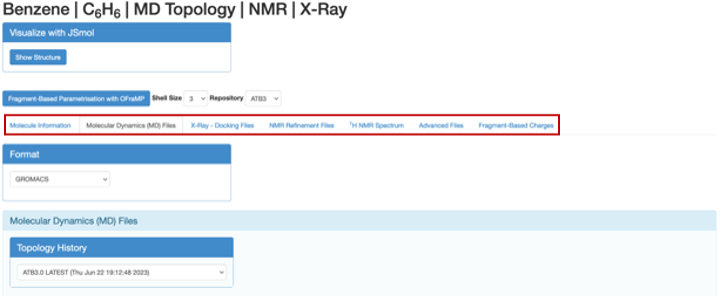 Benzene | C₆H₆ | MD Topology | NMR | X-Ray
Visualize with JSmol
Show Structure
Fragment-Based Parametrisation with OFraMP Shell Size 3 Repository ATB3
Molecule Information Molecular Dynamics (MD) Files X-Ray - Docking Files NMR Refinement Files ¹H NMR Spectrum Advanced Files Fragment-Based Charges
Format
GROMACS
Molecular Dynamics (MD) Files
Topology History
ATB3.0 LATEST (Thu Jun 22 19:12:48 2023)